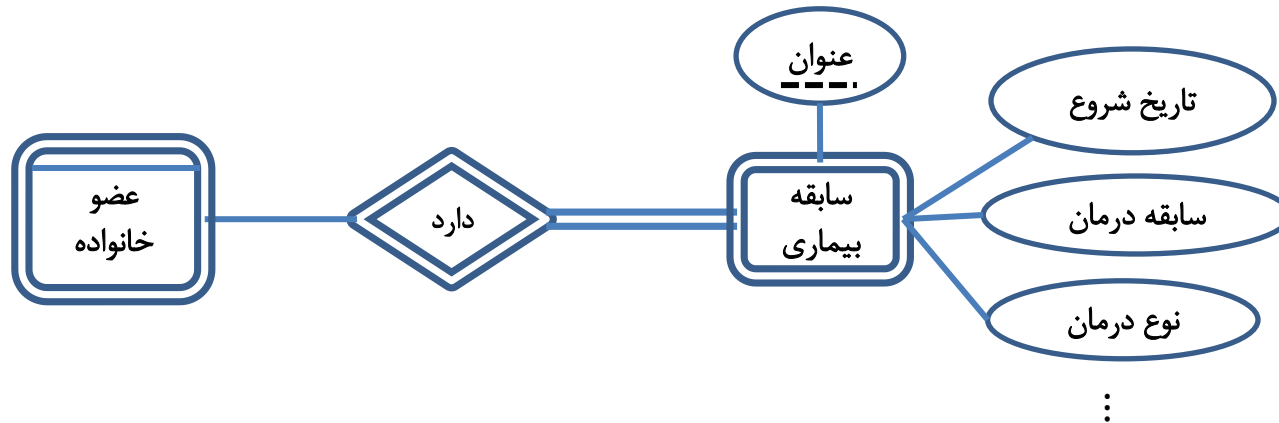 عنوان
تاریخ شروع
عضو
خانواده
دارد
سابقه
بیماری
سابقه درمان
نوع درمان
⋮